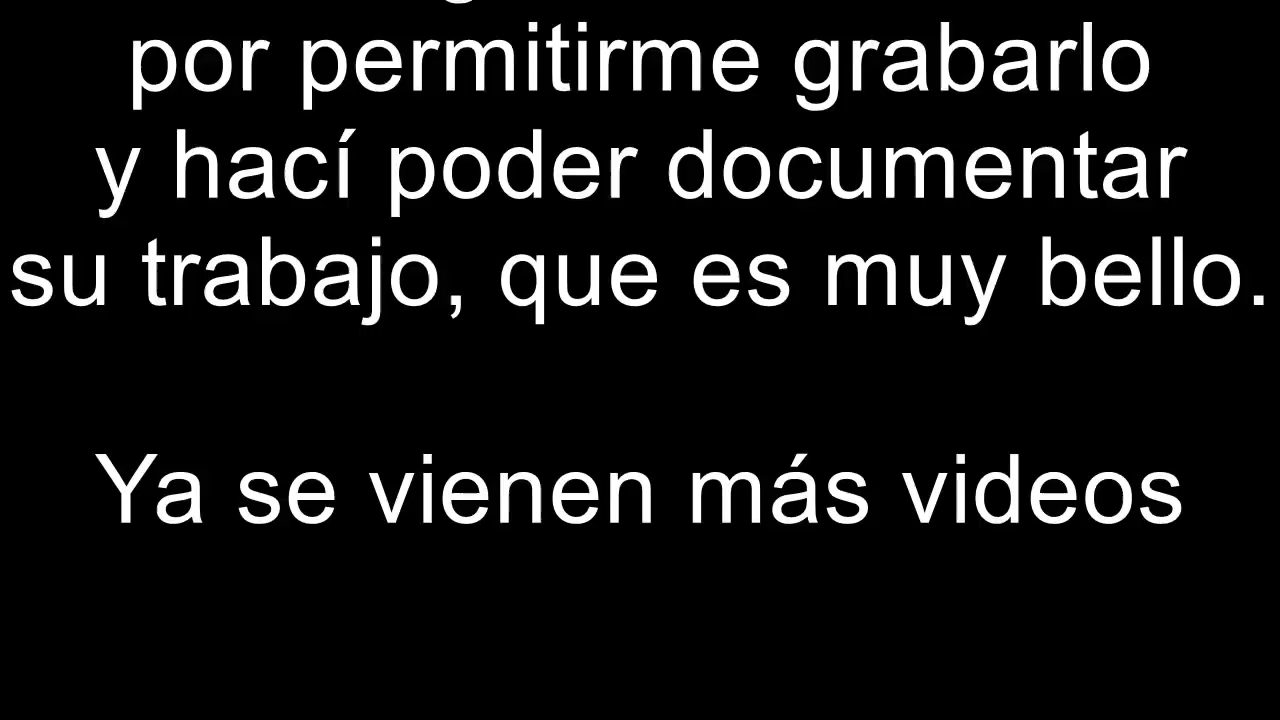 por permitirme grabarlo
y hací poder documentar
su trabajo, que es muy bello.
Ya se vienen más videos